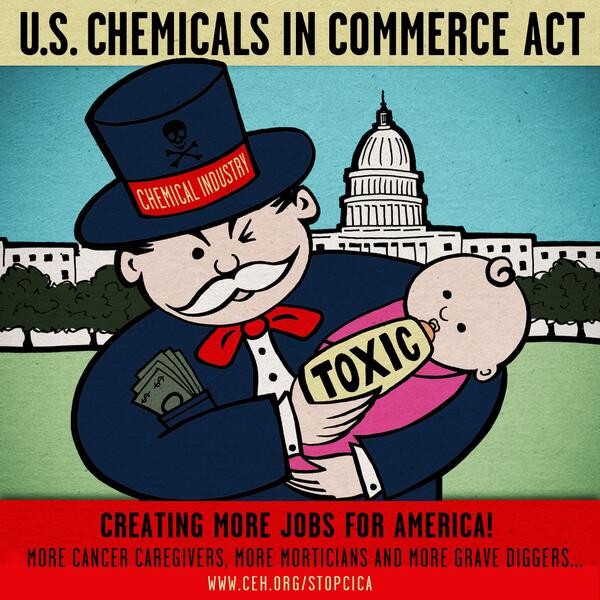 U.S. CHEMICALS IN COMMERCE ACT
CHEMICAL INDUSTRY
TOXIC
$ $
CREATING MORE JOBS FOR AMERICA!
MORE CANCER CAREGIVERS, MORE MORTICIANS AND MORE GRAVE DIGGERS...
WWW.CEH.ORG/STOPCICA